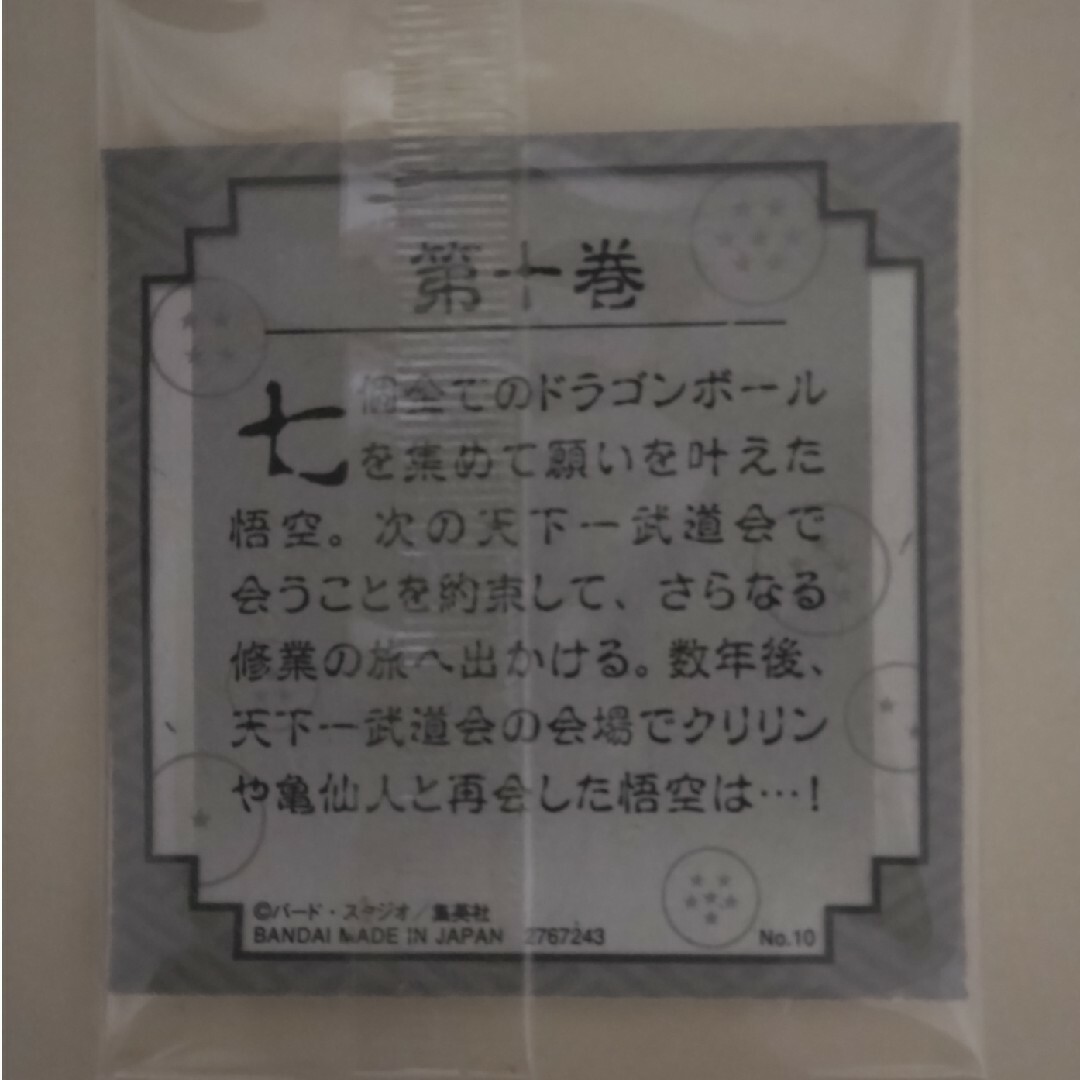 第十巻
七個全てのドラゴンボール
を集めて願いを叶えた
悟空。次の天下一武道会で
会うことを約束して、さらなる
修業の旅へ出かける。数年後、
天下一武道会の会場でクリリン
や亀仙人と再会した悟空は…!
©バード・スタジオ/集英社
BANDAI MADE IN JAPAN 2767243 No.10